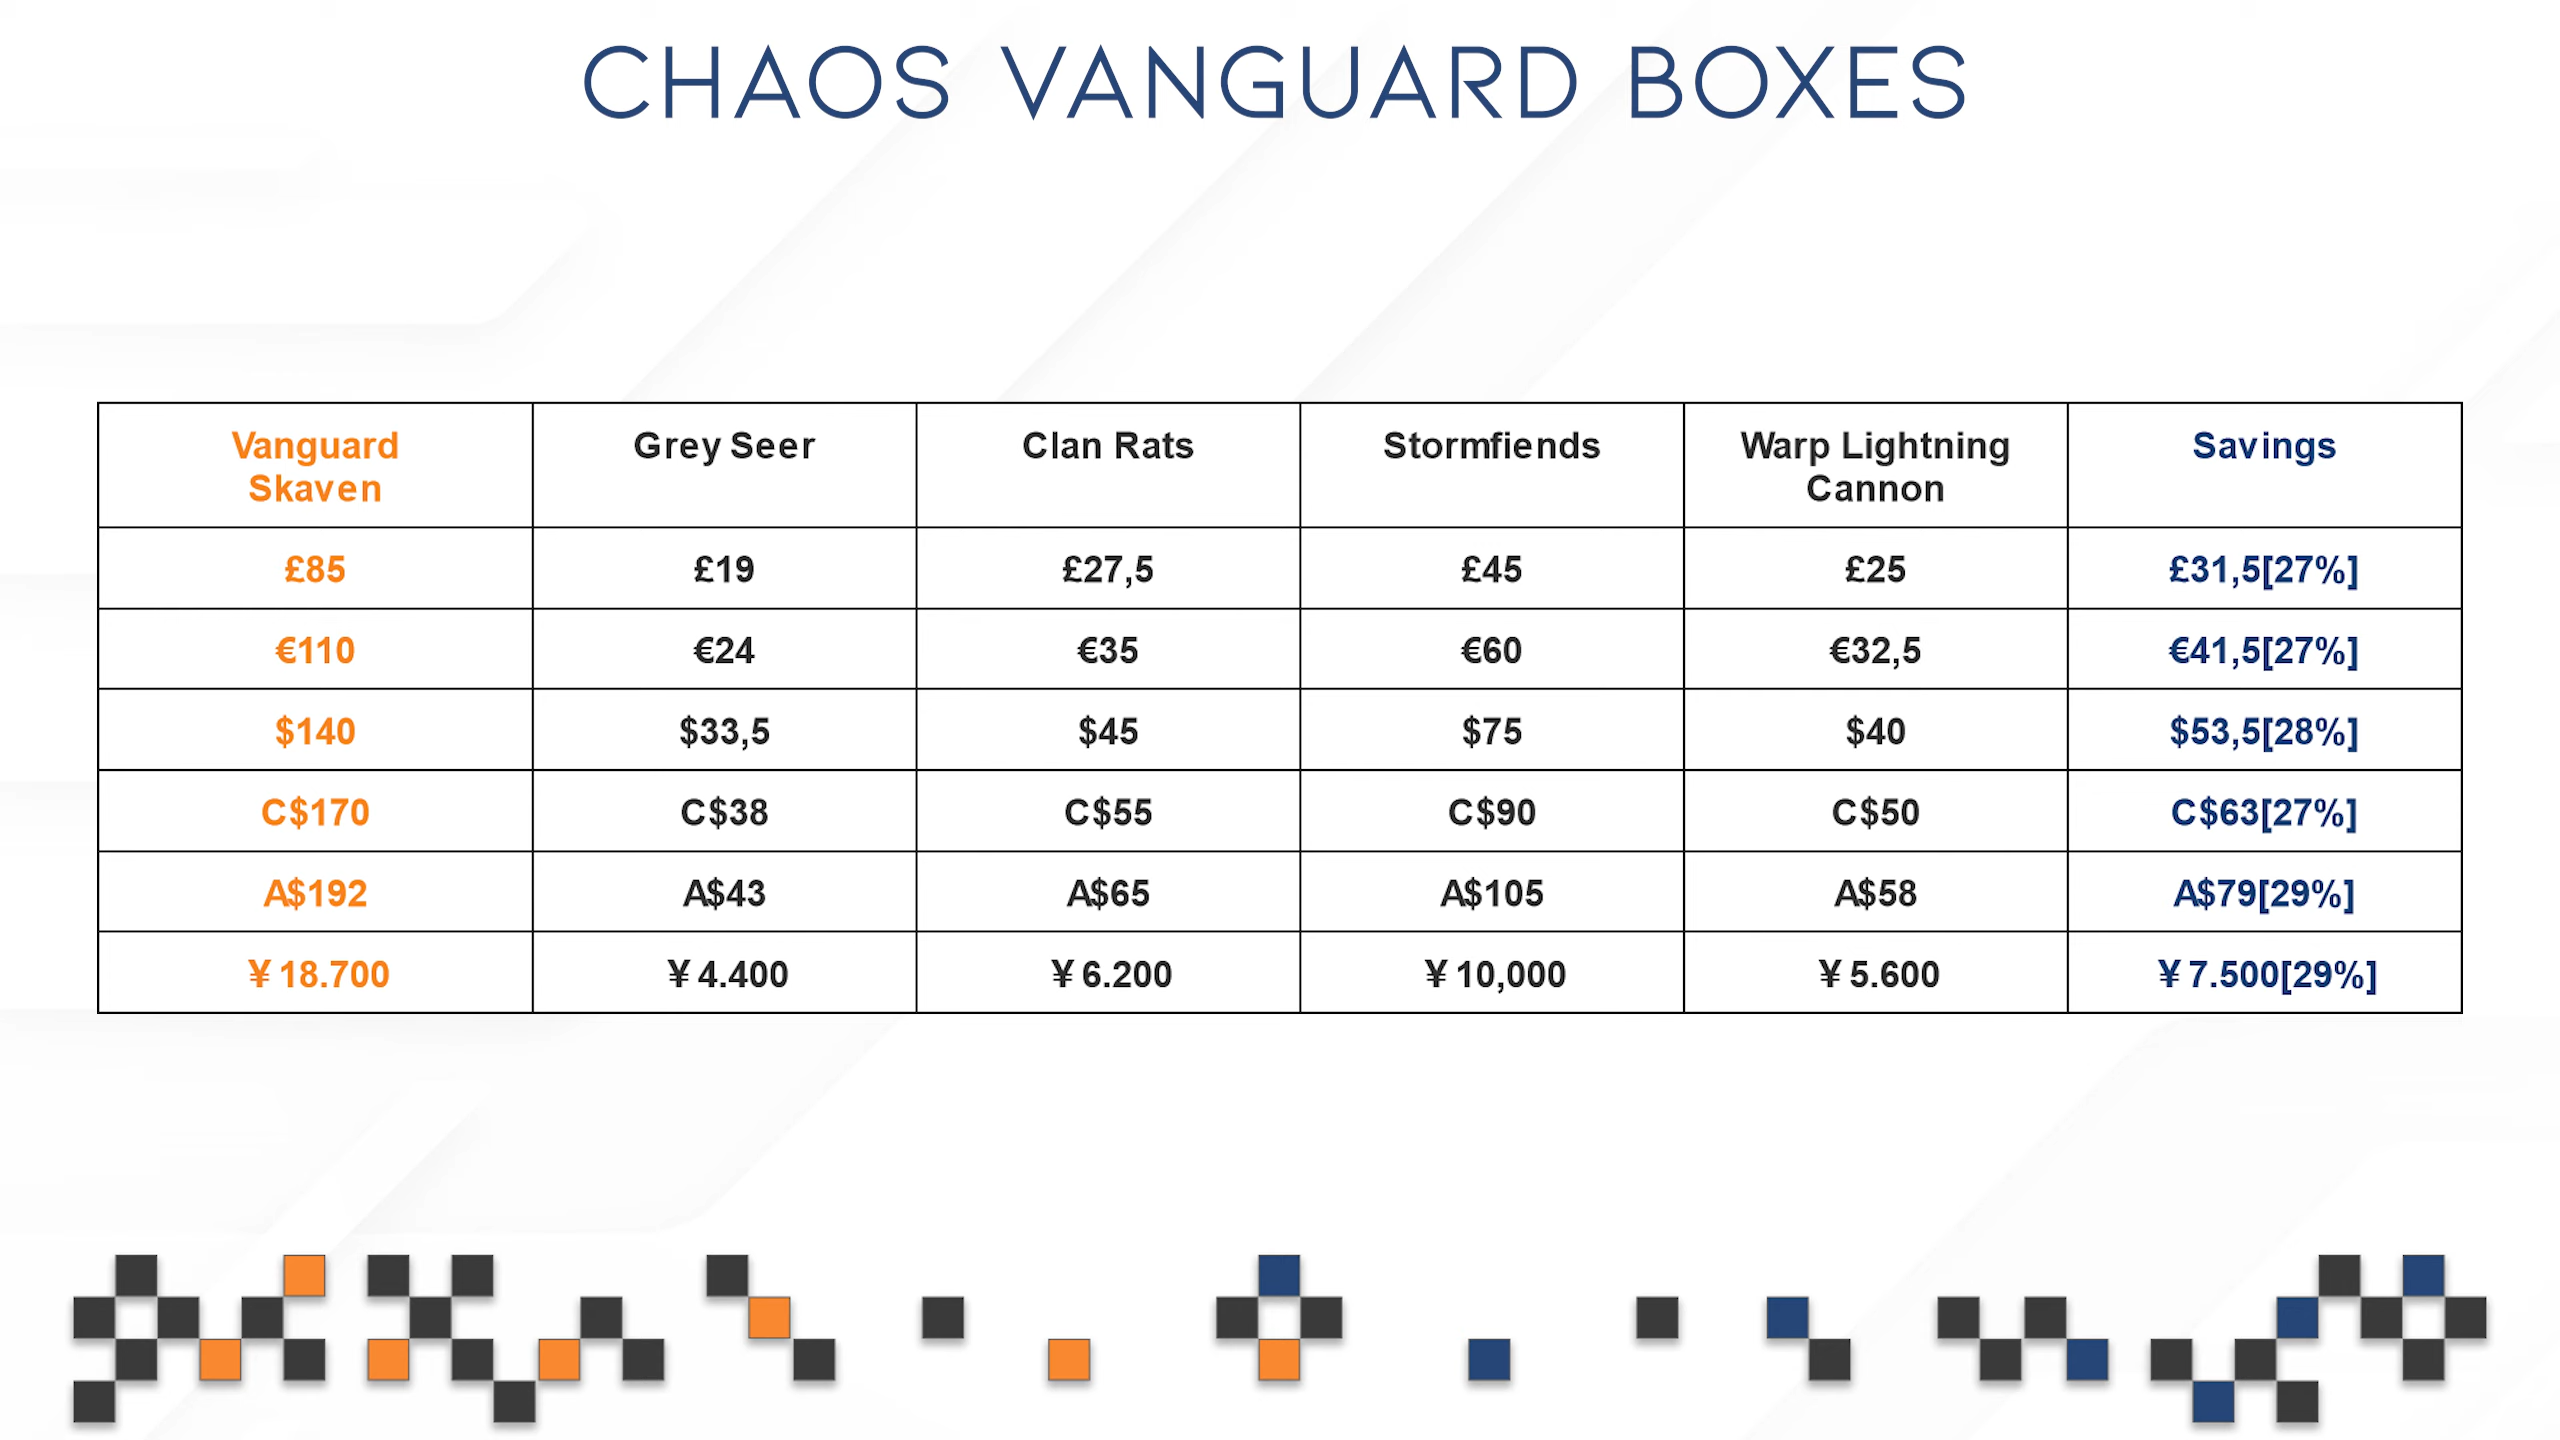 CHAOS VANGUARD BOXES
Vanguard Skaven Grey Seer Clan Rats Stormfiends Warp Lightning Cannon Savings
£85 £19 £27,5 £45 £25 £31,5[27%]
€110 €24 €35 €60 €32,5 €41,5[27%]
$140 $33,5 $45 $75 $40 $53,5[28%]
C$170 C$38 C$55 C$90 C$50 C$63[27%]
A$192 A$43 A$65 A$105 A$58 A$79[29%]
¥ 18.700 ¥ 4.400 ¥ 6.200 ¥ 10,000 ¥ 5.600 ¥ 7.500[29%]